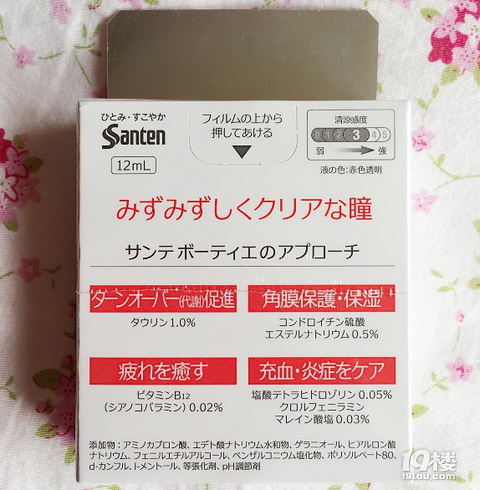 ひとみ・すこやか
Santen
12mL
フィルムの上から
押してあける
清涼感度
0 1 2 3 4 5
弱 → 強
液の色:赤色透明
みずみずしくクリアな瞳
サンテ ボーティエのアプローチ
ターンオーバー(代謝)促進
タウリン 1.0%
角膜保護・保湿
コンドロイチン硫酸
エステルナトリウム 0.5%
疲れを癒す
ビタミンB12
(シアノコバラミン) 0.02%
充血・炎症をケア
塩酸テトラヒドロゾリン 0.05%
クロルフェニラミン
マレイン酸塩 0.03%
添加物:アミノカプロン酸、エデト酸ナトリウム水和物、ゲラニオール、ヒアルロン酸
ナトリウム、フェニルエチルアルコール、ベンザルコニウム塩化物、ポリソルベート80、
d-カンフル、l-メントール、等張化剤、pH調節剤
19楼
19lou.com